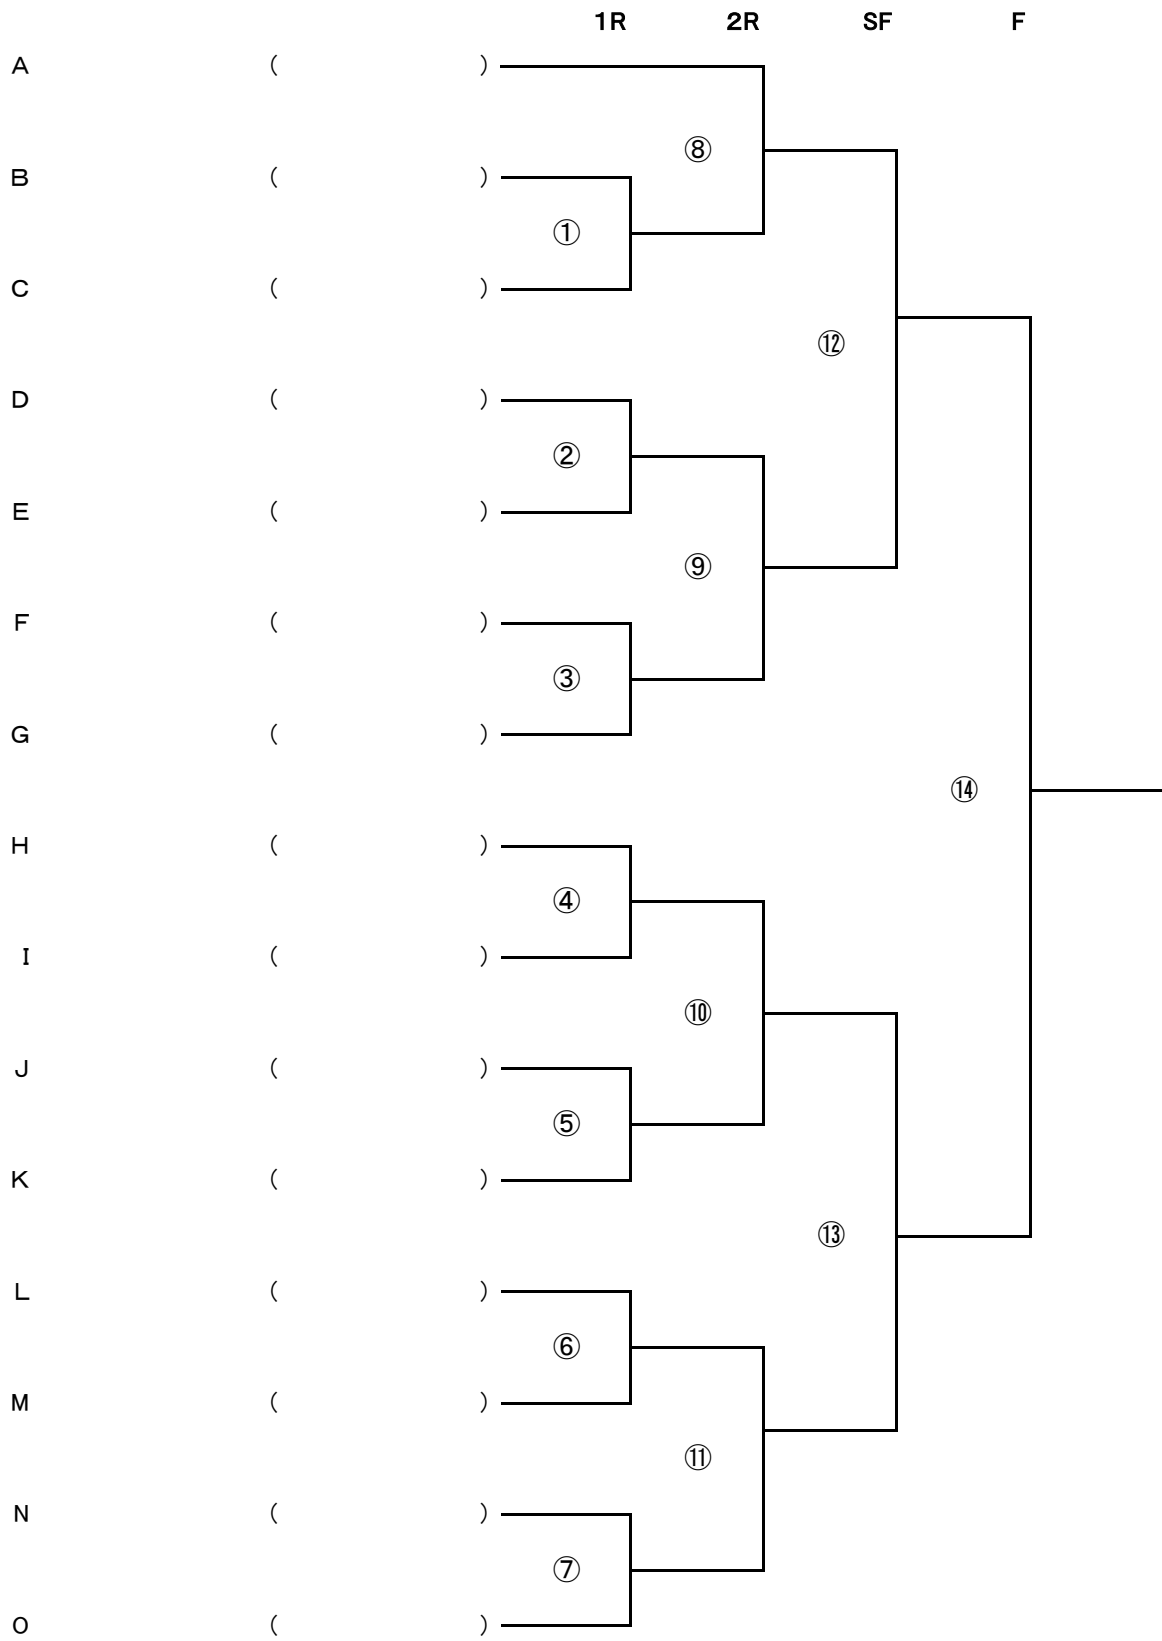 1R 2R SF F
A ( )
⑧
B ( )
①
C ( )
⑫
D ( )
②
E ( )
⑨
F ( )
③
G ( )
⑭
H ( )
④
I ( )
⑩
J ( )
⑤
K ( )
⑬
L ( )
⑥
M ( )
⑪
N ( )
⑦
O ( )